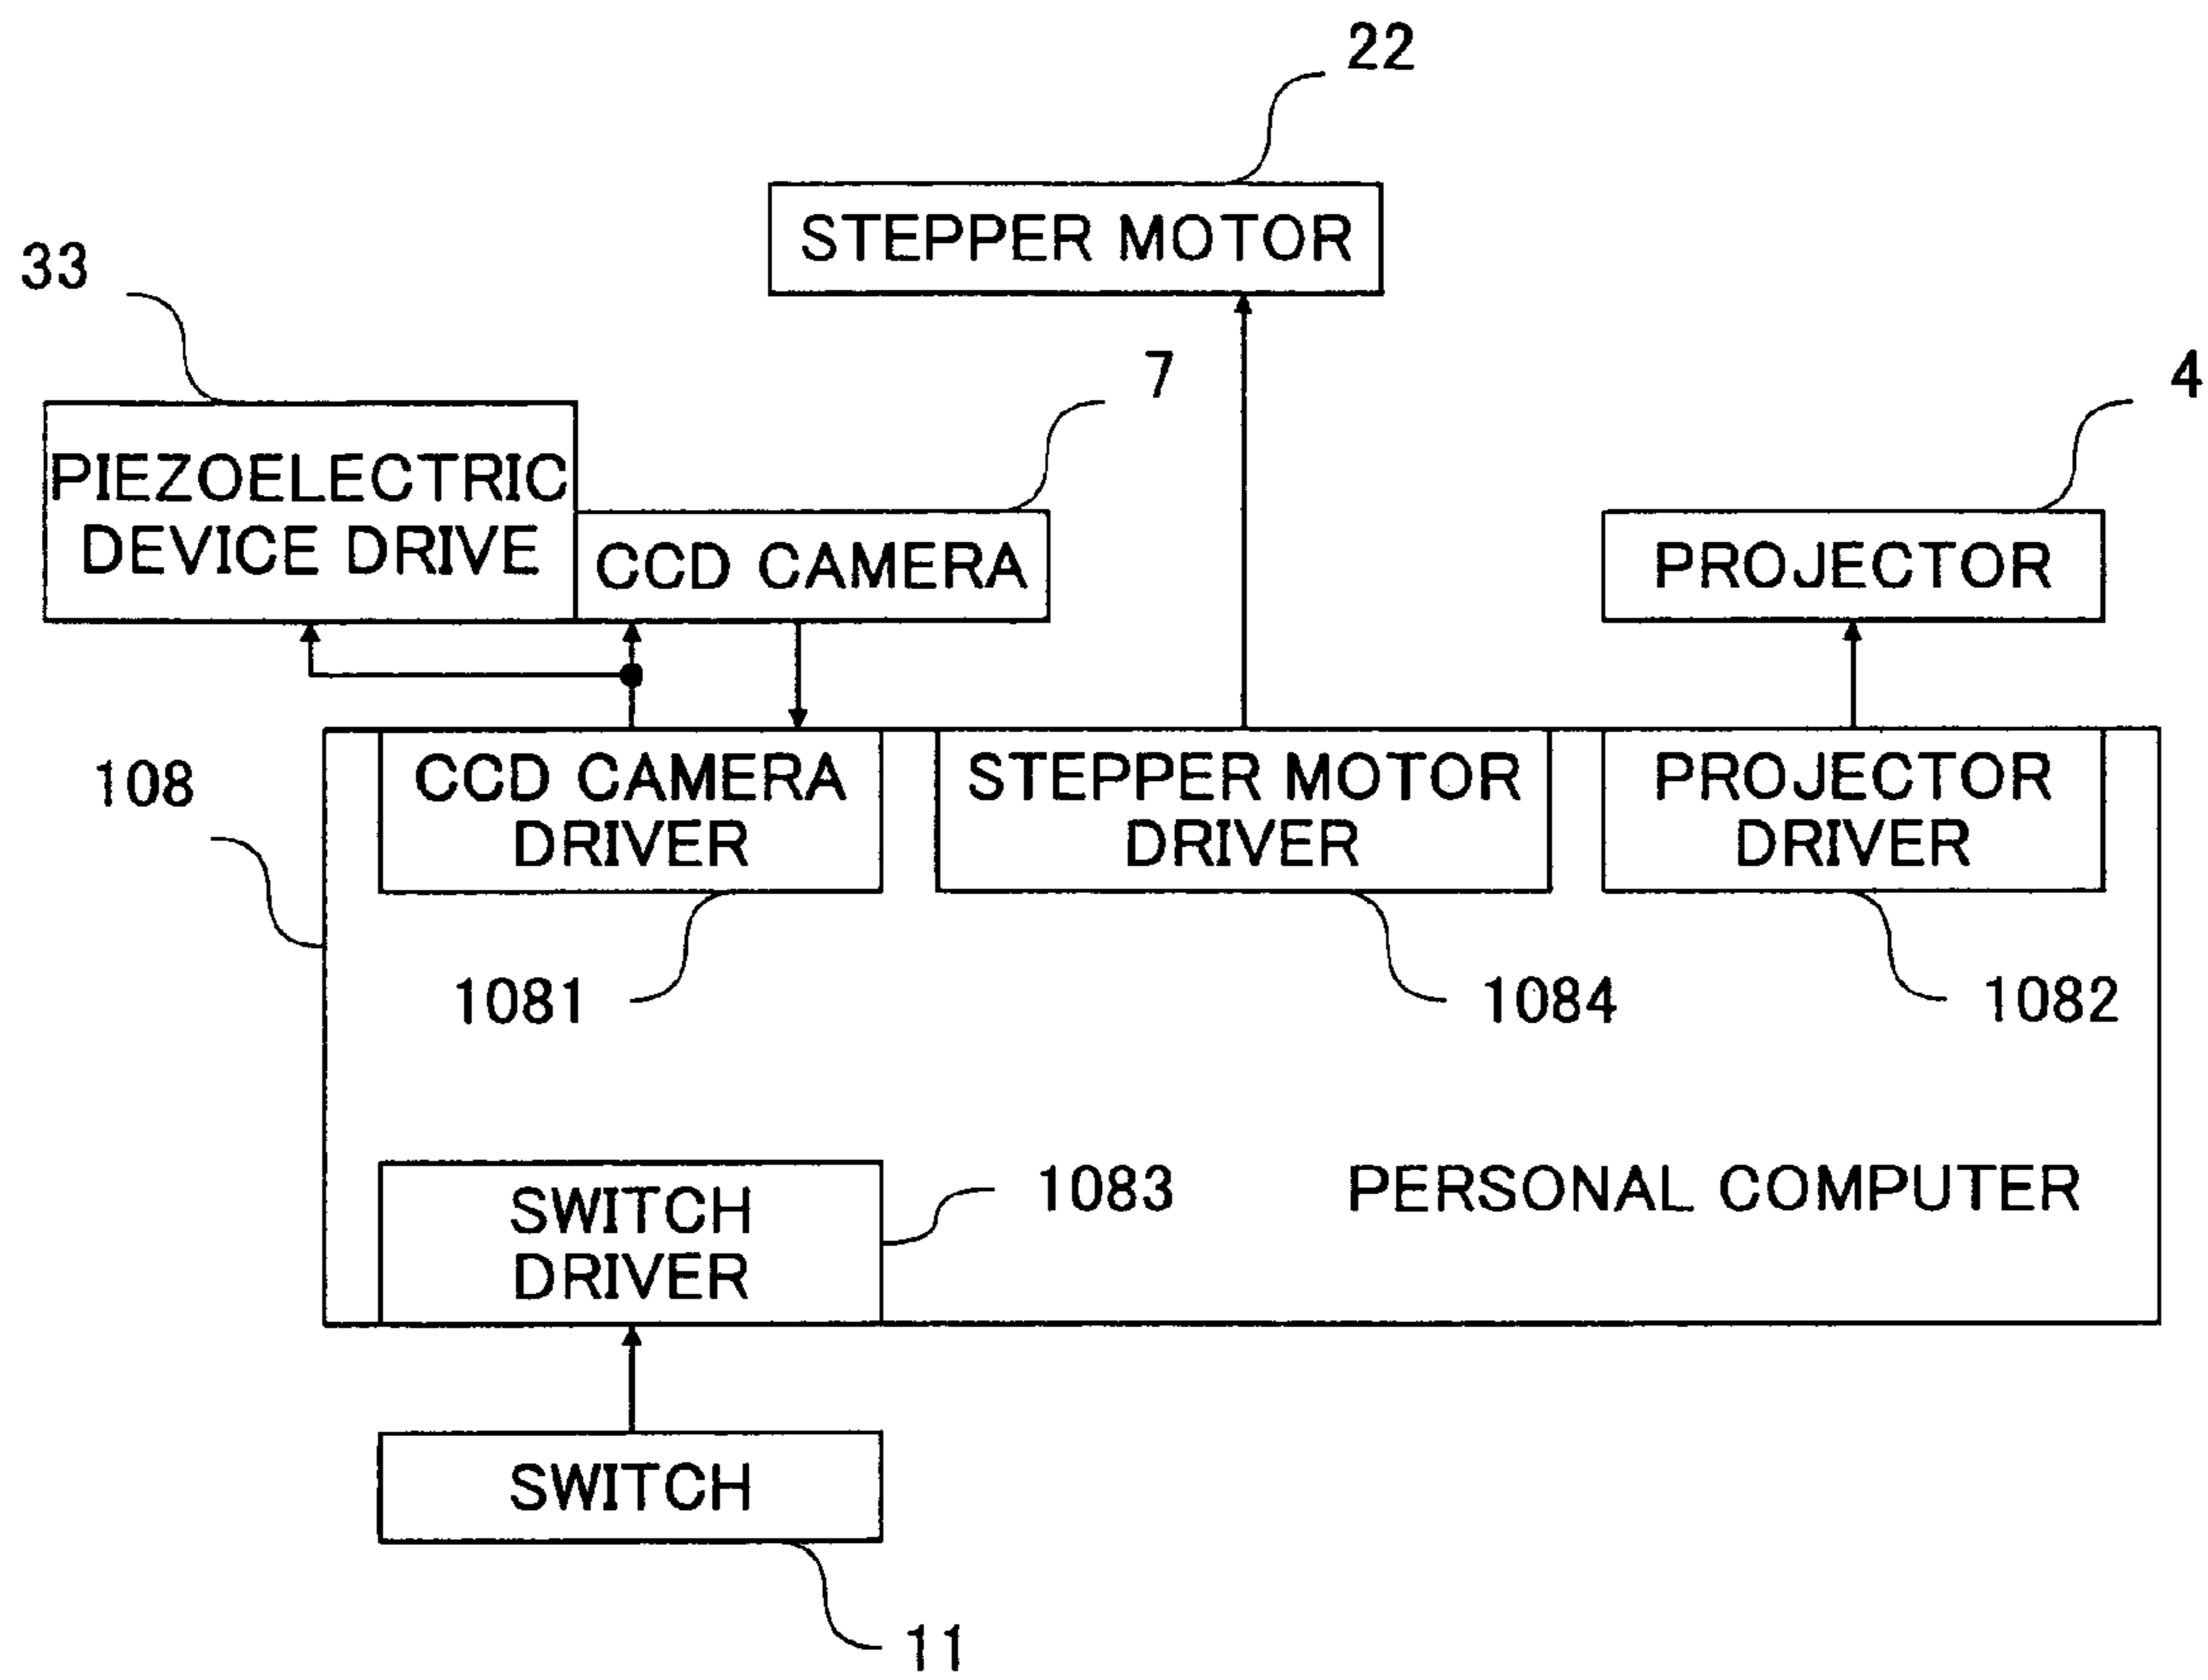 22
STEPPER MOTOR
33
7
4
PIEZOELECTRIC
DEVICE DRIVE
CCD CAMERA
PROJECTOR
108
CCD CAMERA
DRIVER
STEPPER MOTOR
DRIVER
PROJECTOR
DRIVER
1081
1084
1082
SWITCH
DRIVER
1083
PERSONAL COMPUTER
SWITCH
11